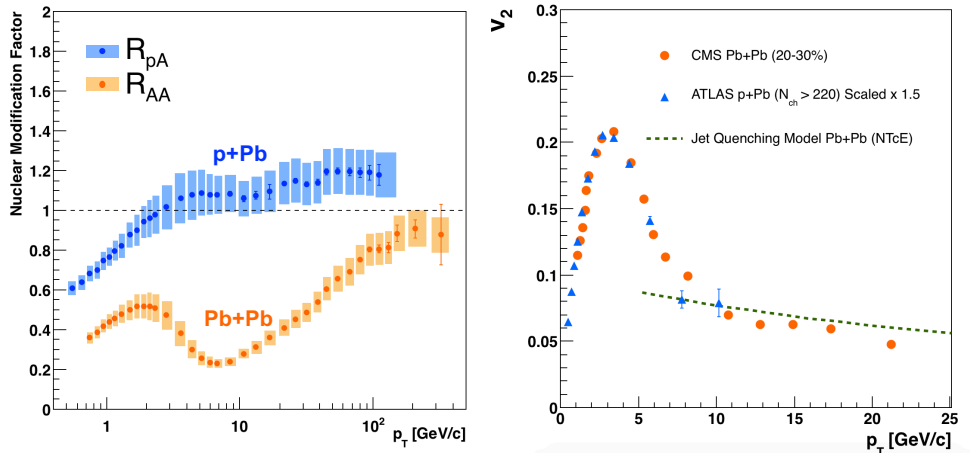 Nuclear Modification Factor
2
1.8
1.6
1.4
1.2
1
0.8
0.6
0.4
0.2
0
R_pA
R_AA
p+Pb
Pb+Pb
1
10
10²
p_T [GeV/c]
v₂
0.3
0.25
0.2
0.15
0.1
0.05
0
CMS Pb+Pb (20-30%)
ATLAS p+Pb (N_ch > 220) Scaled x 1.5
Jet Quenching Model Pb+Pb (NTcE)
0
5
10
15
20
25
p_T [GeV/c]